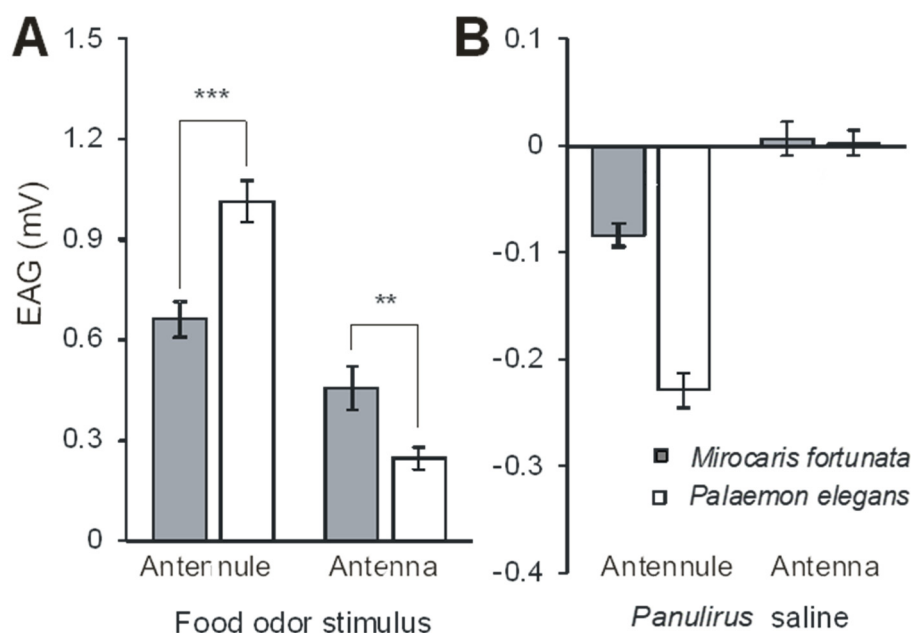 A
EAG (mV)
1.5
1.2
0.9
0.6
0.3
0
***
**
Antennule Antenna
Food odor stimulus
B
0.1
0
-0.1
-0.2
-0.3
-0.4
Mirocaris fortunata
Palaemon elegans
Antennule Antenna
Panulirus saline